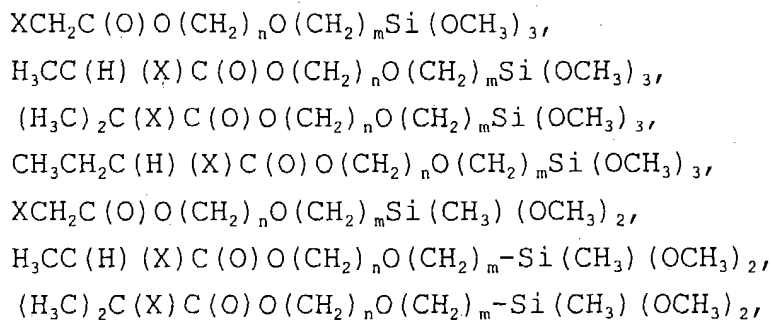 XCH₂C(O)O(CH₂)ₙO(CH₂)ₘSi(OCH₃)₃,
H₃CC(H)(X)C(O)O(CH₂)ₙO(CH₂)ₘSi(OCH₃)₃,
(H₃C)₂C(X)C(O)O(CH₂)ₙO(CH₂)ₘSi(OCH₃)₃,
CH₃CH₂C(H)(X)C(O)O(CH₂)ₙO(CH₂)ₘSi(OCH₃)₃,
XCH₂C(O)O(CH₂)ₙO(CH₂)ₘSi(CH₃)(OCH₃)₂,
H₃CC(H)(X)C(O)O(CH₂)ₙO(CH₂)ₘ-Si(CH₃)(OCH₃)₂,
(H₃C)₂C(X)C(O)O(CH₂)ₙO(CH₂)ₘ-Si(CH₃)(OCH₃)₂,